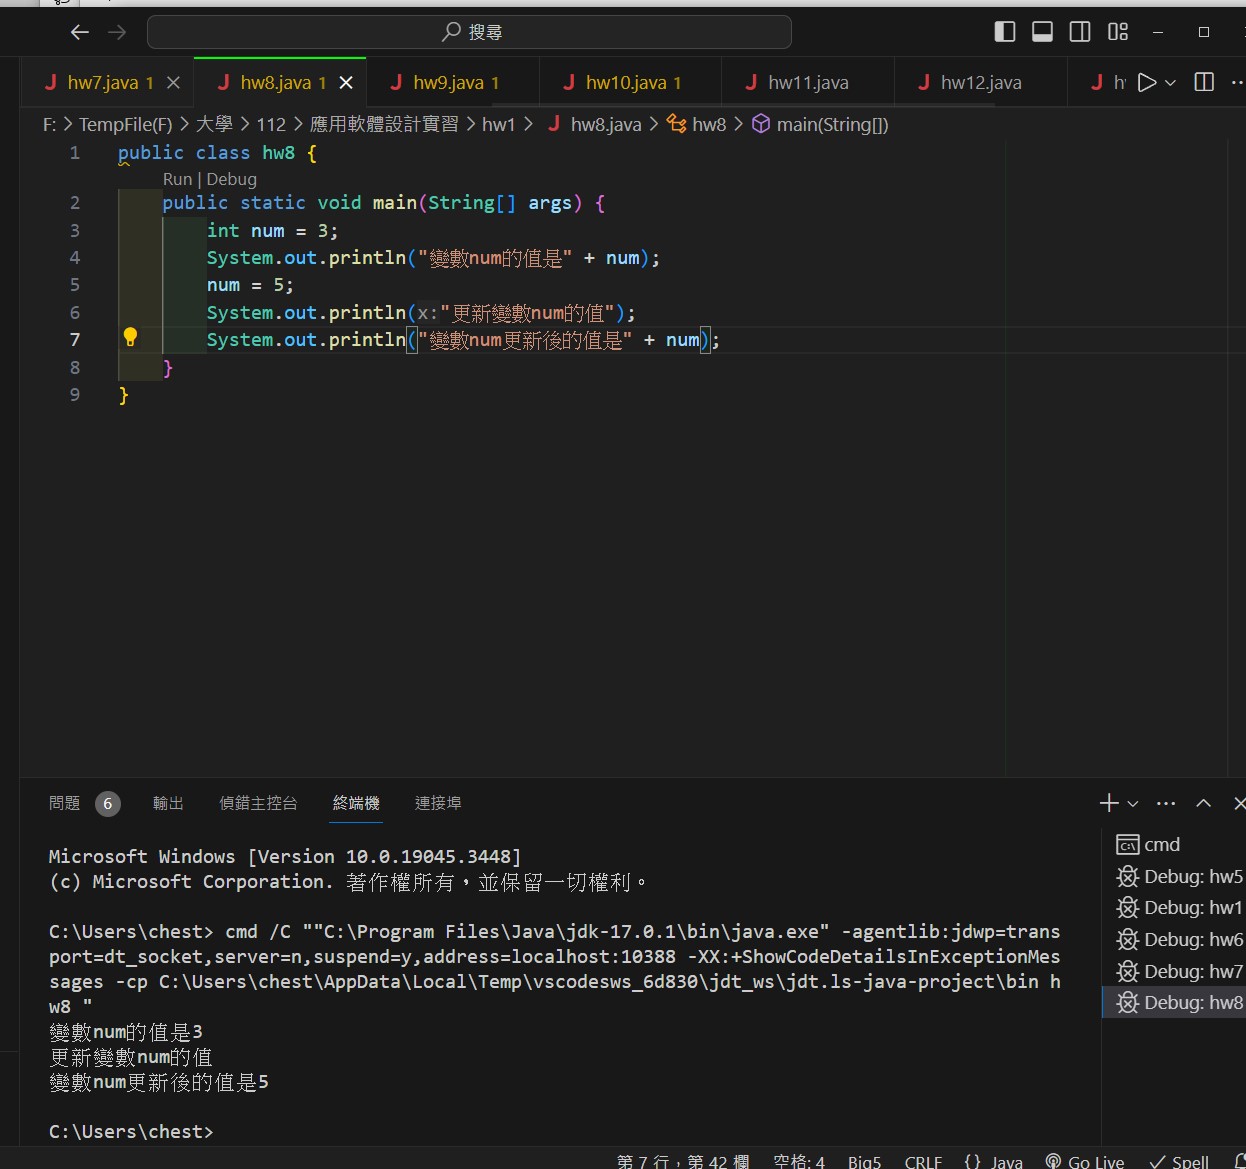 搜尋
hw7.java 1
hw8.java 1
hw9.java 1
hw10.java 1
hw11.java
hw12.java
F: > TempFile(F) > 大學 > 112 > 應用軟體設計實習 > hw1 > hw8.java > hw8 > main(String[])
1 public class hw8 {
Run | Debug
2 public static void main(String[] args) {
3 int num = 3;
4 System.out.println("變數num的值是" + num);
5 num = 5;
6 System.out.println(x:"更新變數num的值");
7 System.out.println("變數num更新後的值是" + num);
8 }
9 }
問題 6 輸出 偵錯主控台 終端機 連接埠
Microsoft Windows [Version 10.0.19045.3448]
(c) Microsoft Corporation. 著作權所有，並保留一切權利。
C:\Users\chest> cmd /C ""C:\Program Files\Java\jdk-17.0.1\bin\java.exe" -agentlib:jdwp=trans
port=dt_socket,server=n,suspend=y,address=localhost:10388 -XX:+ShowCodeDetailsInExceptionMes
sages -cp C:\Users\chest\AppData\Local\Temp\vscodesws_6d830\jdt_ws\jdt.ls-java-project\bin h
w8 "
變數num的值是3
更新變數num的值
變數num更新後的值是5
C:\Users\chest>
cmd
Debug: hw5
Debug: hw1
Debug: hw6
Debug: hw7
Debug: hw8
第 7 行，第 42 欄 空格: 4 Big5 CRLF {} Java Go Live Spell